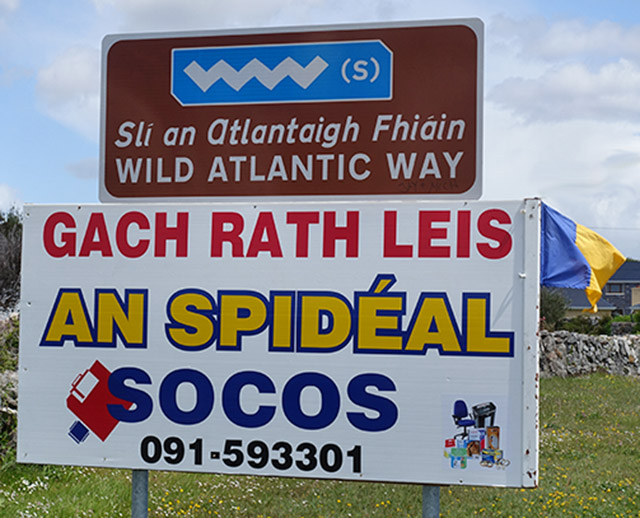 (S)
Slí an Atlantaigh Fhiáin
WILD ATLANTIC WAY
GACH RATH LEIS
AN SPIDÉAL
SOCOS
091-593301